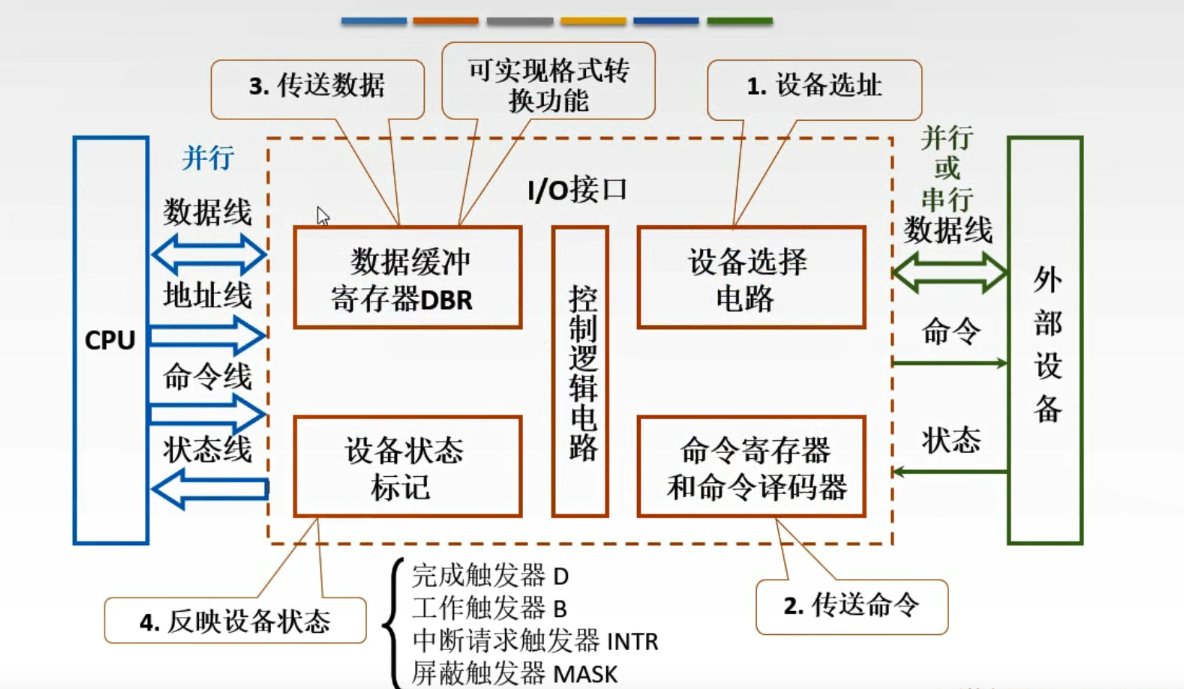 3. 传送数据
可实现格式转
换功能
1. 设备选址
并行
数据线
地址线
命令线
状态线
CPU
I/O接口
数据缓冲
寄存器DBR
控制逻辑电路
设备选择
电路
设备状态
标记
命令寄存器
和命令译码器
并行
或
串行
数据线
命令
状态
外部设备
4. 反映设备状态
完成触发器 D
工作触发器 B
中断请求触发器 INTR
屏蔽触发器 MASK
2. 传送命令